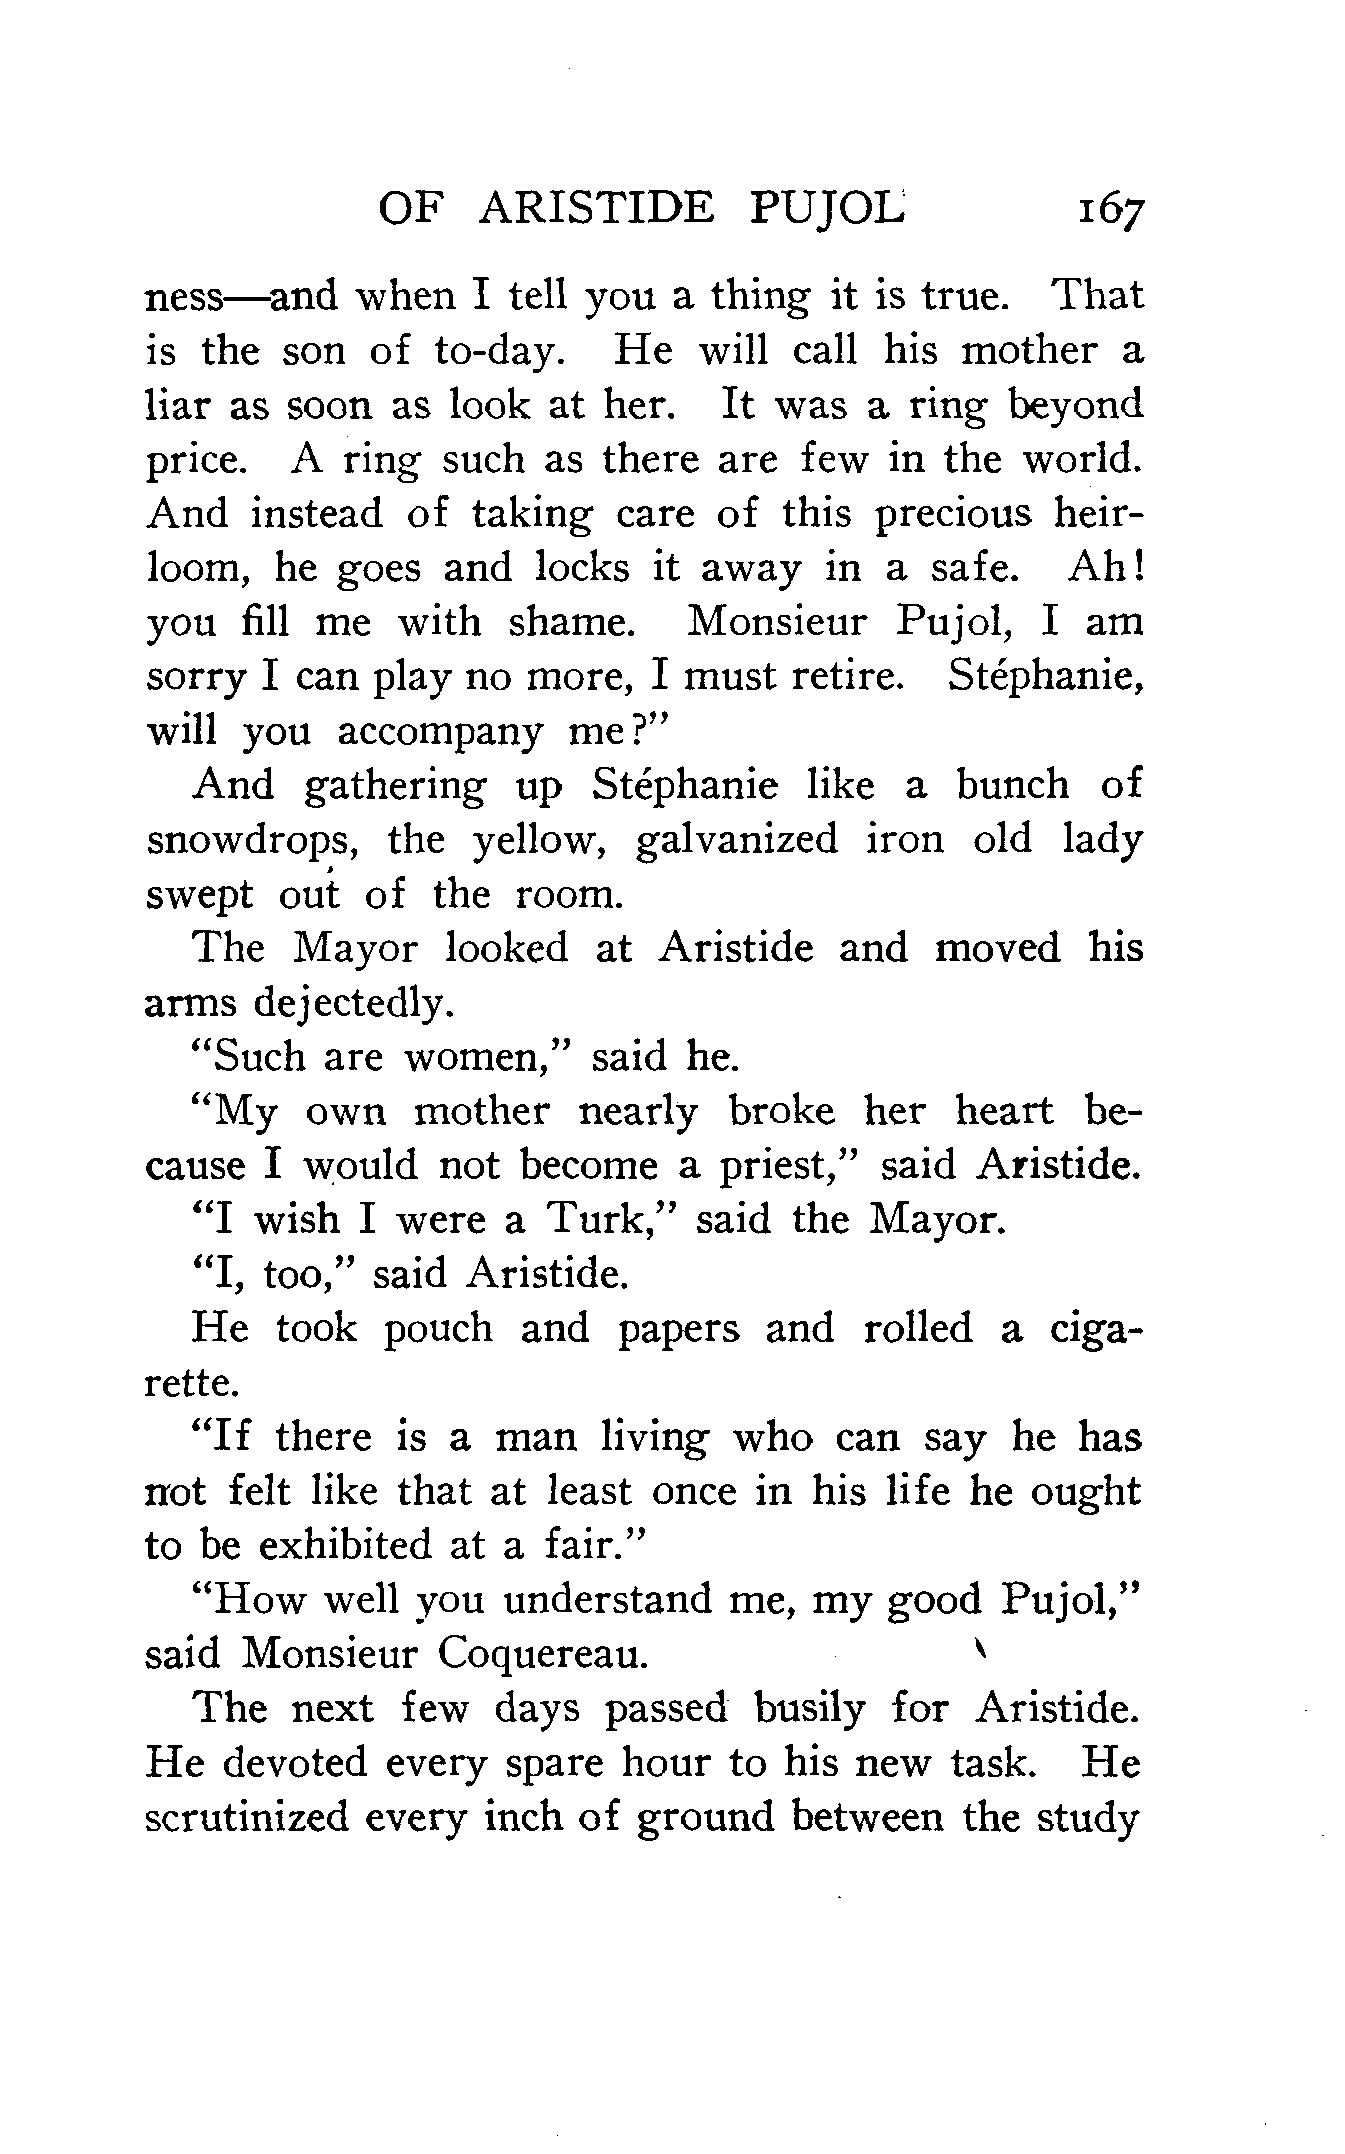 OF ARISTIDE PUJOL 167
ness—and when I tell you a thing it is true. That
is the son of to-day. He will call his mother a
liar as soon as look at her. It was a ring beyond
price. A ring such as there are few in the world.
And instead of taking care of this precious heir-
loom, he goes and locks it away in a safe. Ah!
you fill me with shame. Monsieur Pujol, I am
sorry I can play no more, I must retire. Stéphanie,
will you accompany me?”
And gathering up Stéphanie like a bunch of
snowdrops, the yellow, galvanized iron old lady
swept out of the room.
The Mayor looked at Aristide and moved his
arms dejectedly.
“Such are women,” said he.
“My own mother nearly broke her heart be-
cause I would not become a priest,” said Aristide.
“I wish I were a Turk,” said the Mayor.
“I, too,” said Aristide.
He took pouch and papers and rolled a ciga-
rette.
“If there is a man living who can say he has
not felt like that at least once in his life he ought
to be exhibited at a fair.”
“How well you understand me, my good Pujol,”
said Monsieur Coquereau.
The next few days passed busily for Aristide.
He devoted every spare hour to his new task. He
scrutinized every inch of ground between the study